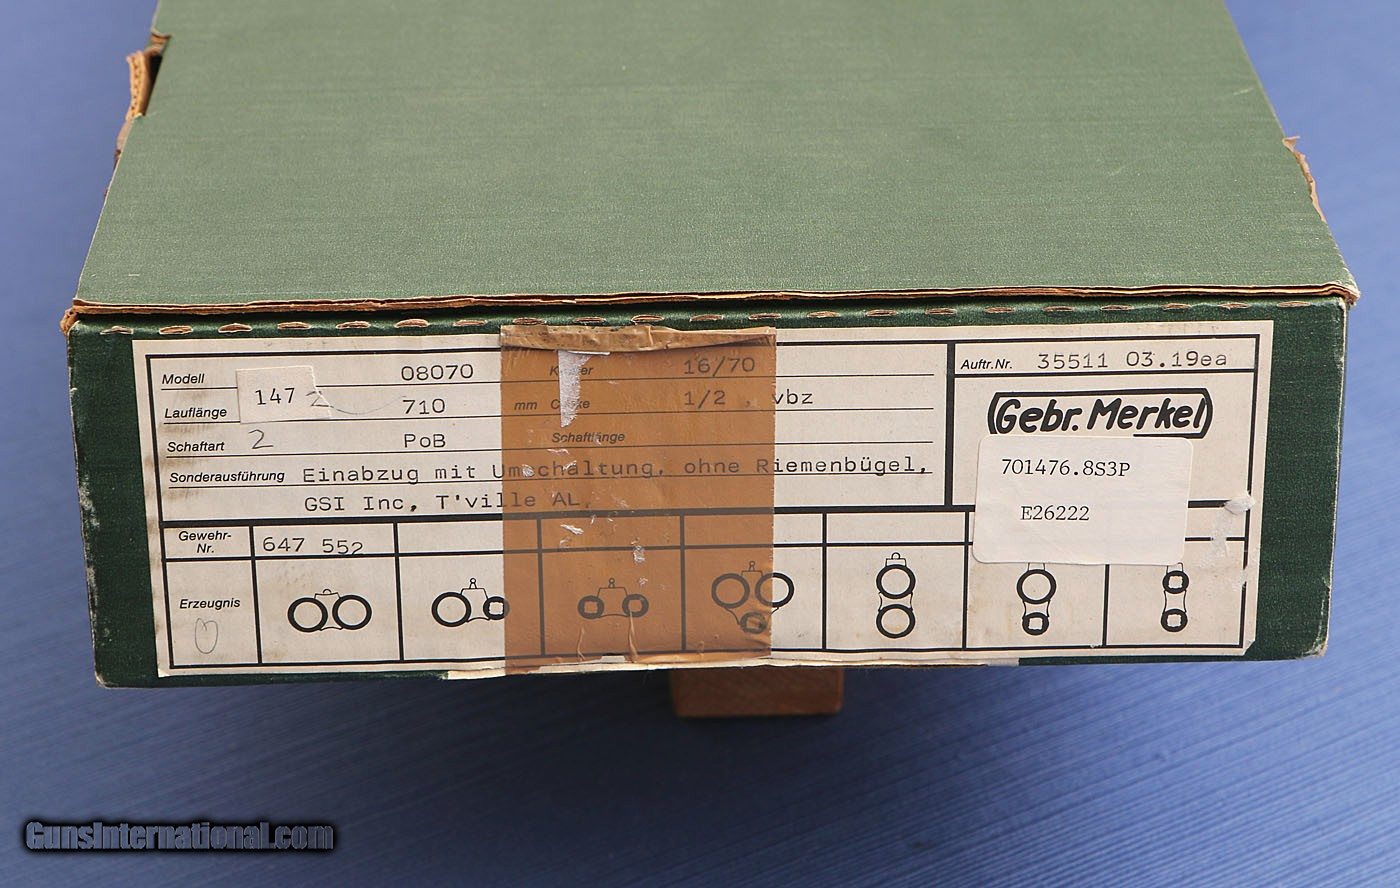 Modell 08070 16/70
147
Lauflänge 710 mm 1/2 , vbz
Schaftart 2 PoB Schaftlänge
Sonderausführung Einabzug mit Umschaltung, ohne Riemenbügel,
GSI Inc, T'ville AL,
Auftr.Nr. 35511 03.19ea
Gebr. Merkel
701476.8S3P
E26222
Gewehr-
Nr. 647 552
Erzeugnis
GunsInternational.com